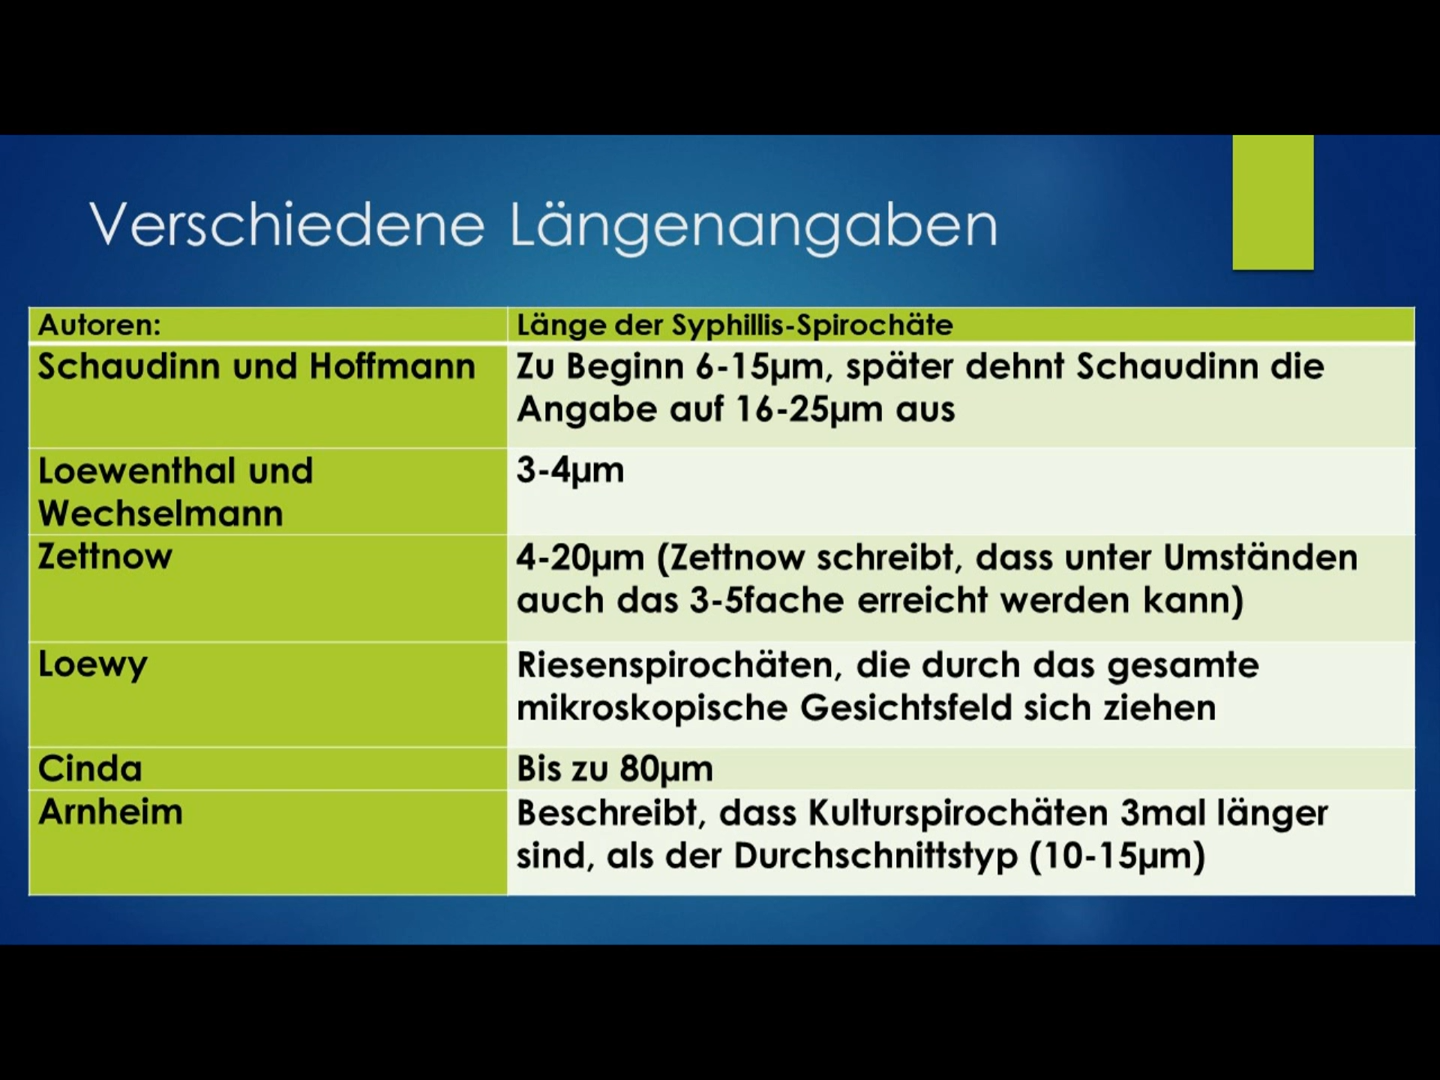 Verschiedene Längenangaben
Autoren:
Länge der Syphillis-Spirochäte
Schaudinn und Hoffmann
Zu Beginn 6-15µm, später dehnt Schaudinn die
Angabe auf 16-25µm aus
Loewenthal und
Wechselmann
3-4µm
Zettnow
4-20µm (Zettnow schreibt, dass unter Umständen
auch das 3-5fache erreicht werden kann)
Loewy
Riesenspirochäten, die durch das gesamte
mikroskopische Gesichtsfeld sich ziehen
Cinda
Bis zu 80µm
Arnheim
Beschreibt, dass Kulturspirochäten 3mal länger
sind, als der Durchschnittstyp (10-15µm)